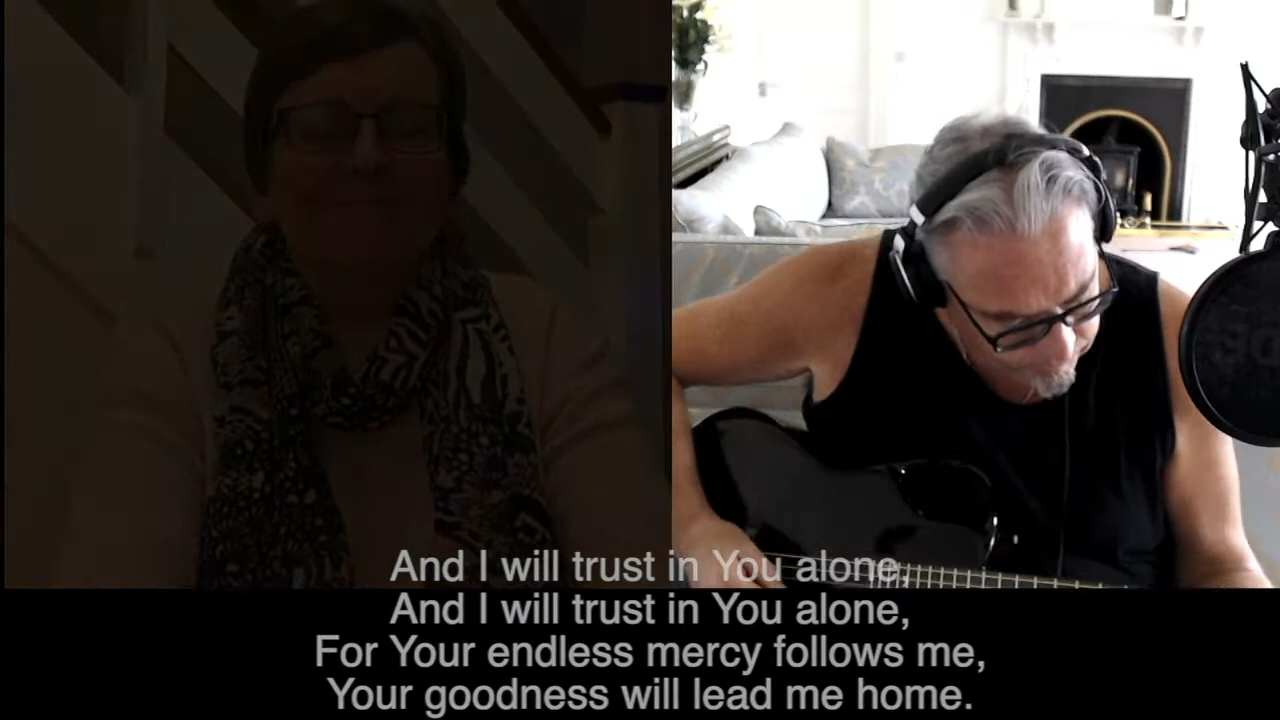 And I will trust in You alone,
And I will trust in You alone,
For Your endless mercy follows me,
Your goodness will lead me home.